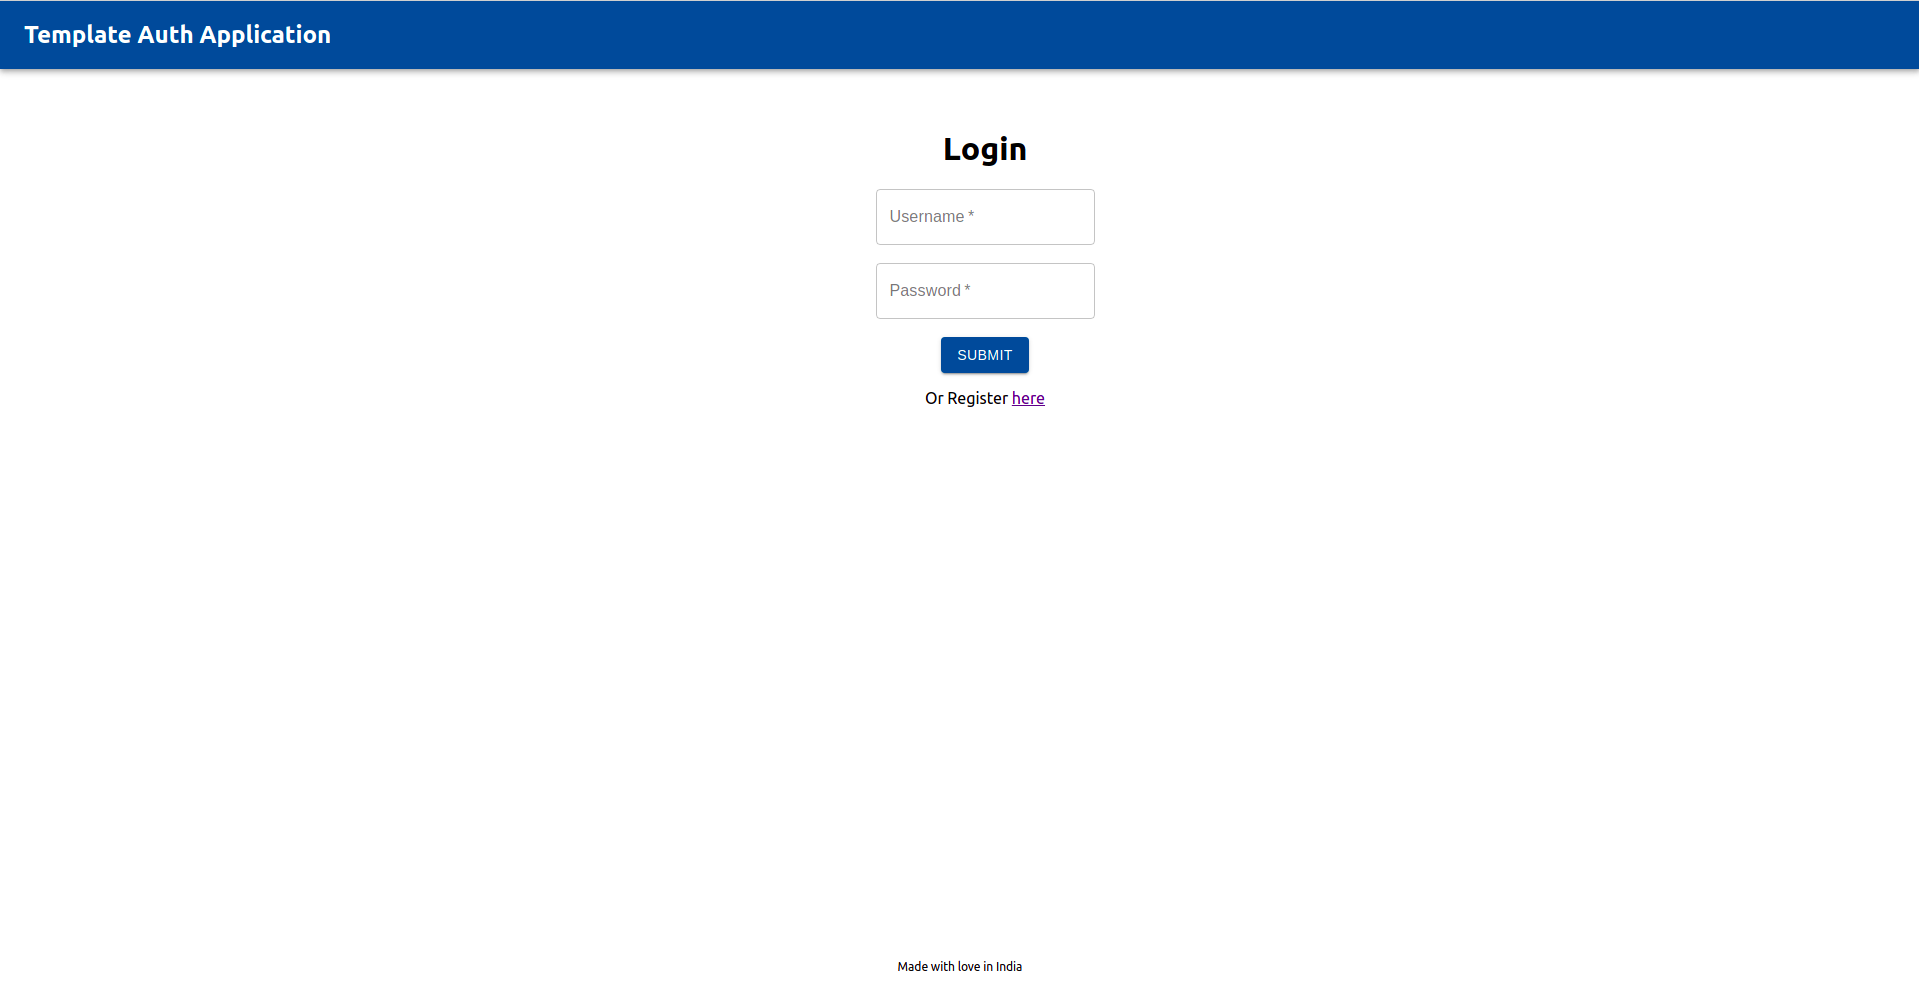 Template Auth Application
Login
Username *
Password *
SUBMIT
Or Register here
Made with love in India